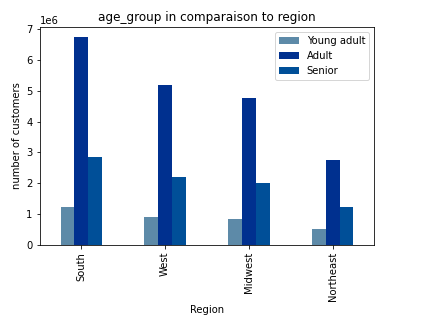 age_group in comparaison to region
1e6
Young adult
Adult
Senior
7
6
5
4
3
2
1
0
number of customers
South
West
Midwest
Northeast
Region